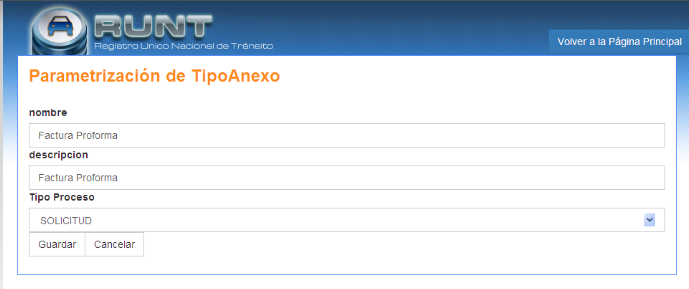 RUNT
Registro Unico Nacional de Tránsito
Volver a la Página Principal
Parametrización de TipoAnexo
nombre
Factura Proforma
descripcion
Factura Proforma
Tipo Proceso
SOLICITUD
Guardar Cancelar